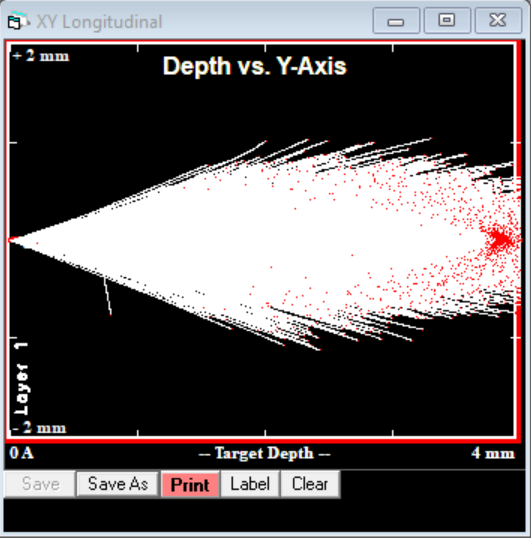 XY Longitudinal
+ 2 mm
Depth vs. Y-Axis
Layer 1
- 2 mm
0 A -- Target Depth -- 4 mm
Save Save As Print Label Clear